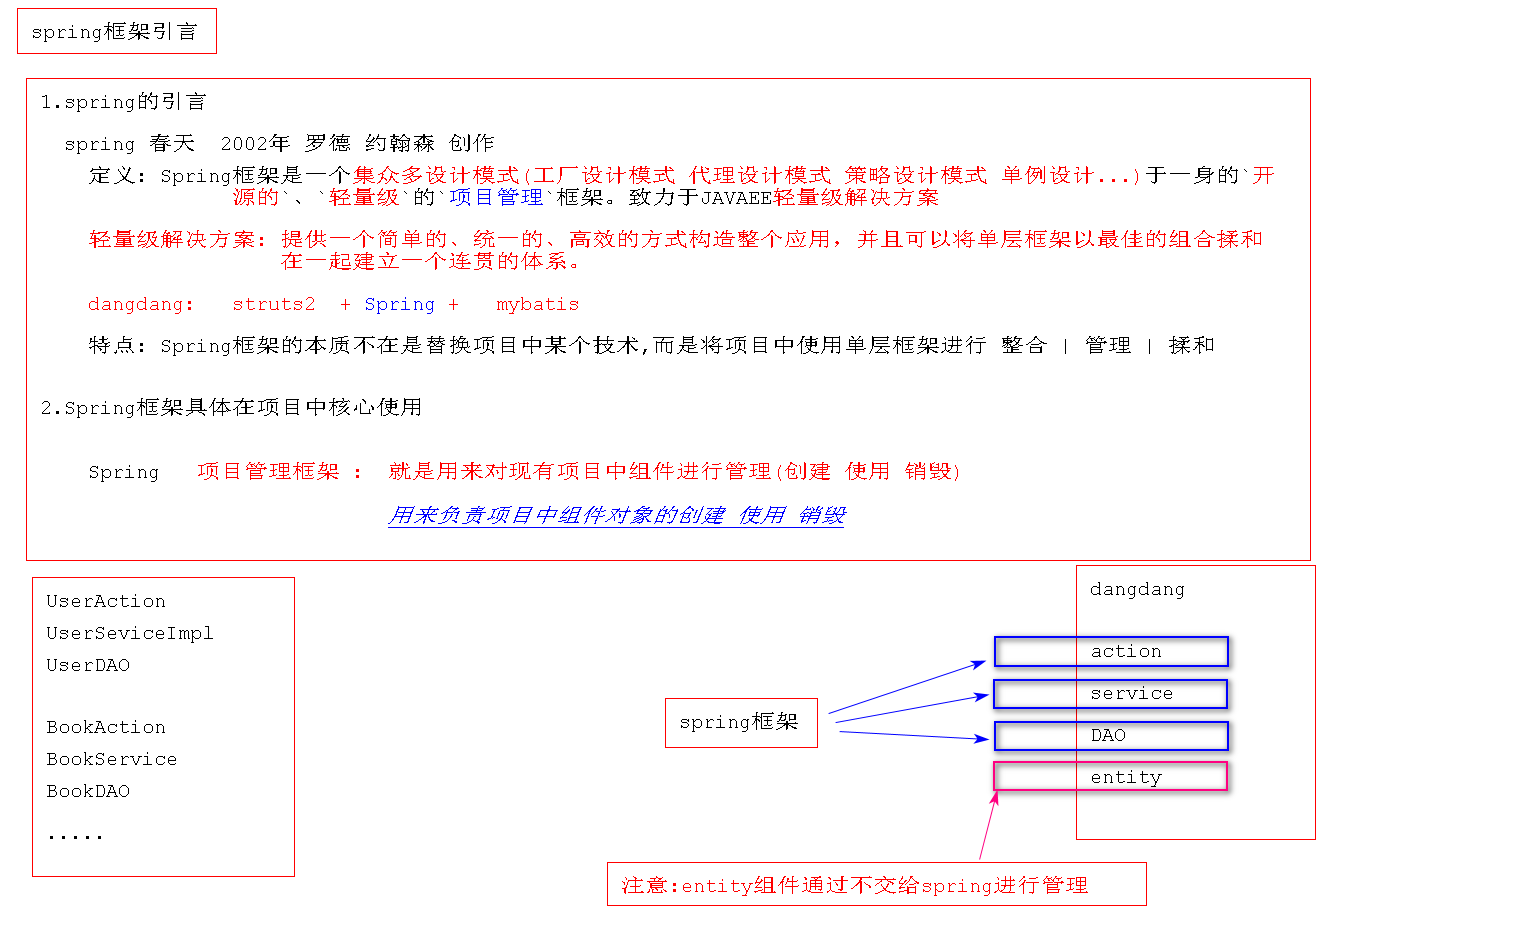 spring框架引言
1.spring的引言
spring 春天  2002年 罗德 约翰森 创作
定义: Spring框架是一个集众多设计模式(工厂设计模式 代理设计模式 策略设计模式 单例设计...)于一身的`开
源的`、`轻量级`的`项目管理`框架。致力于JAVAEE轻量级解决方案
轻量级解决方案: 提供一个简单的、统一的、高效的方式构造整个应用, 并且可以将单层框架以最佳的组合揉和
在一起建立一个连贯的体系。
dangdang:   struts2  + Spring +   mybatis
特点: Spring框架的本质不在是替换项目中某个技术,而是将项目中使用单层框架进行 整合 | 管理 | 揉和
2.Spring框架具体在项目中核心使用
Spring   项目管理框架 :  就是用来对现有项目中组件进行管理(创建 使用 销毁)
用来负责项目中组件对象的创建 使用 销毁
UserAction
UserSeviceImpl
UserDAO
BookAction
BookService
BookDAO
.....
spring框架
dangdang
action
service
DAO
entity
注意:entity组件通过不交给spring进行管理